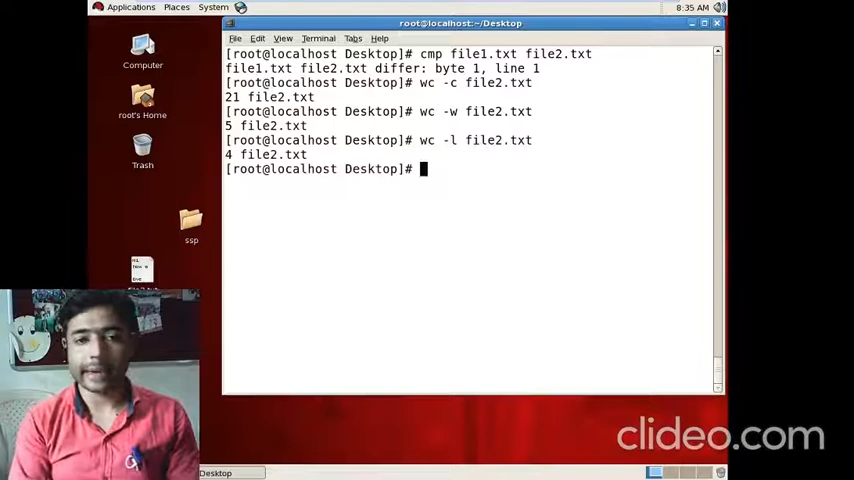 Applications Places System
8:35 AM
root@localhost:~/Desktop
File Edit View Terminal Tabs Help
[root@localhost Desktop]# cmp file1.txt file2.txt
file1.txt file2.txt differ: byte 1, line 1
[root@localhost Desktop]# wc -c file2.txt
21 file2.txt
[root@localhost Desktop]# wc -w file2.txt
5 file2.txt
[root@localhost Desktop]# wc -l file2.txt
4 file2.txt
[root@localhost Desktop]#
Computer
root's Home
Trash
ssp
Desktop
clideo.com